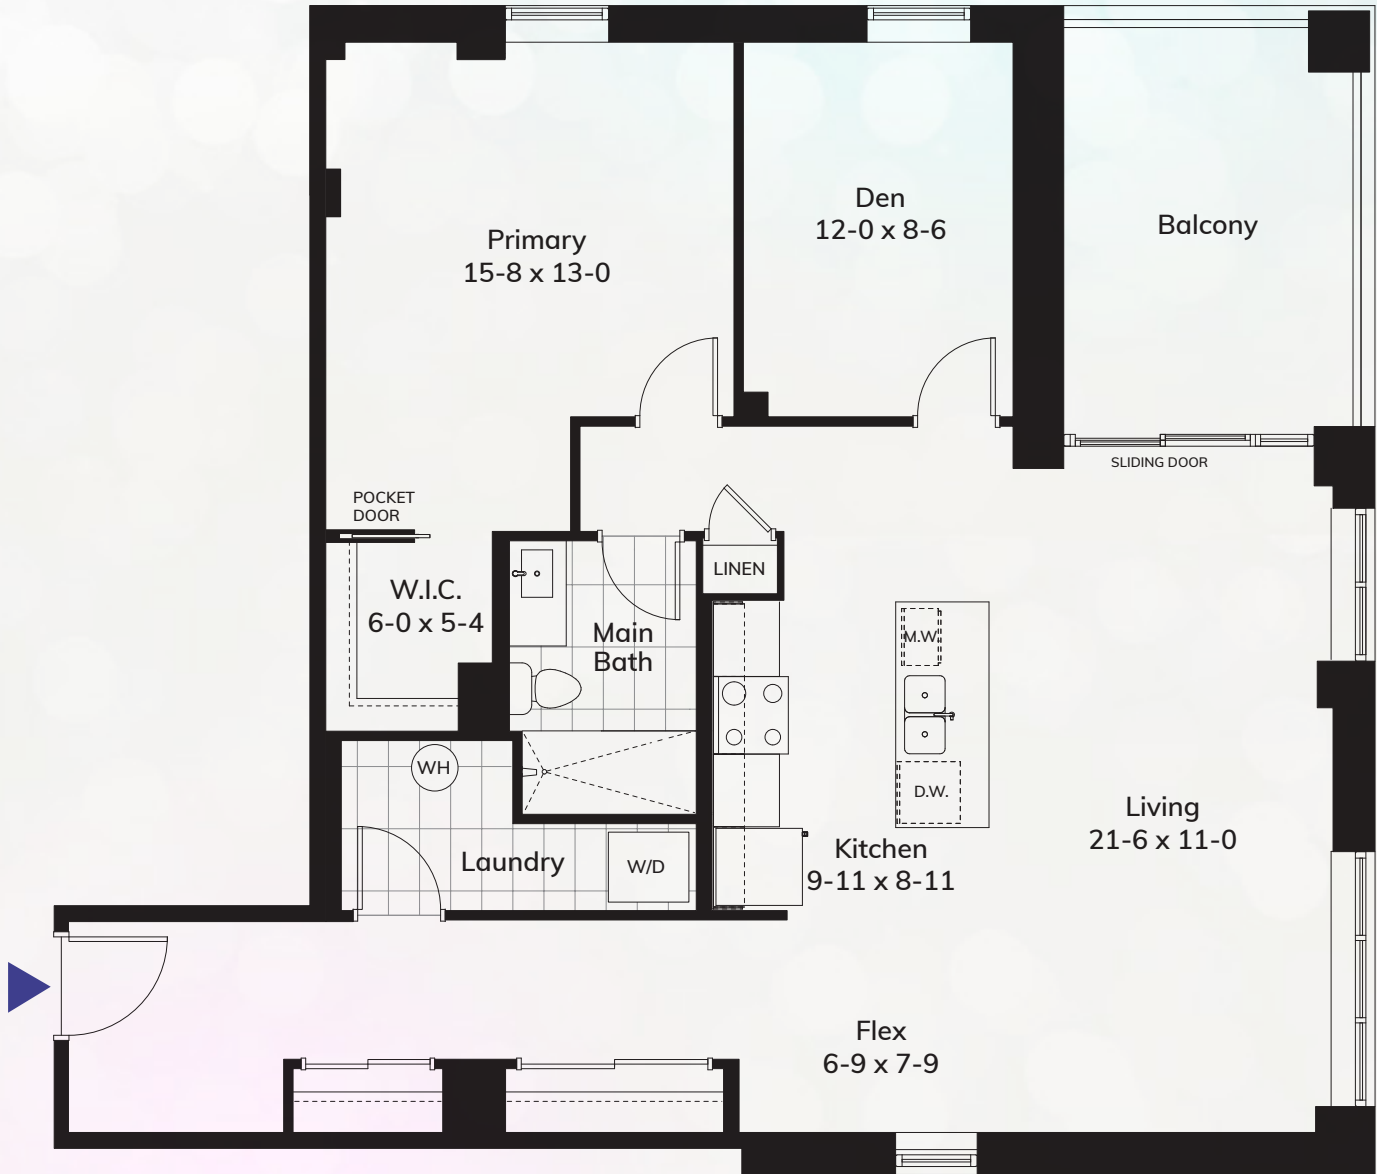 Den
12-0 x 8-6
Balcony
Primary
15-8 x 13-0
SLIDING DOOR
POCKET
DOOR
LINEN
W.I.C.
6-0 x 5-4
Main
Bath
M.W.
WH
D.W.
Living
21-6 x 11-0
Laundry
W/D
Kitchen
9-11 x 8-11
Flex
6-9 x 7-9